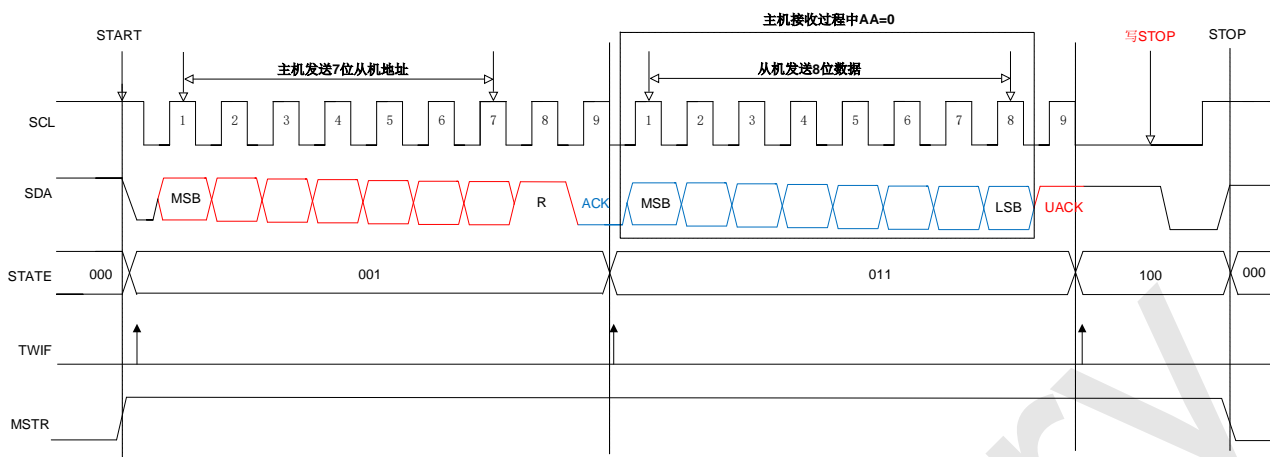 主机接收过程中AA=0
START
写STOP
STOP
主机发送7位从机地址
从机发送8位数据
SCL
1 2 3 4 5 6 7 8 9 1 2 3 4 5 6 7 8 9
SDA
MSB R ACK MSB LSB UACK
STATE
000 001 011 100 000
TWIF
MSTR